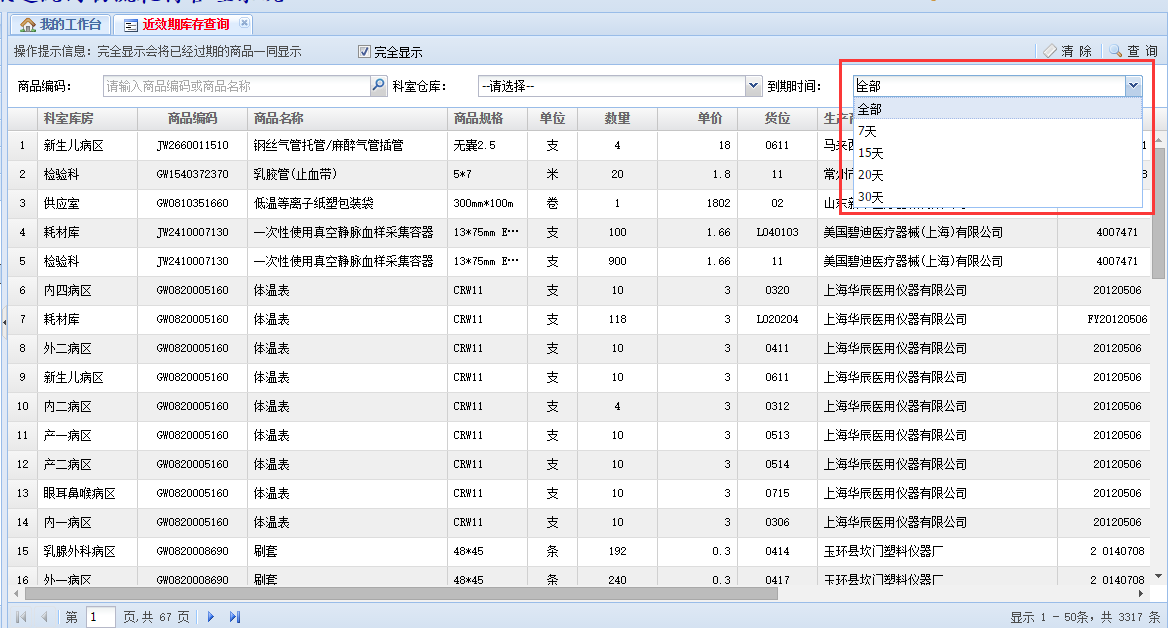 我的工作台 近效期库存查询
操作提示信息: 完全显示会将已经过期的商品一同显示 完全显示 清 除 查 询
商品编码: 请输入商品编码或商品名称 科室仓库: --请选择-- 到期时间: 全部
全部
7天
15天
20天
30天
科室库房 商品编码 商品名称 商品规格 单位 数量 单价 货位 生产
1 新生儿病区 JW2660011510 钢丝气管托管/麻醉气管插管 无囊2.5 支 4 18 0611 马来西 1
2 检验科 GW1540372370 乳胶管(止血带) 5*7 米 20 1.8 11 常州市 8
3 供应室 GW0810351660 低温等离子纸塑包装袋 300mm*100m 卷 1 1802 02
4 耗材库 JW2410007130 一次性使用真空静脉血样采集容器 13*75mm E… 支 100 1.66 L040103 美国碧迪医疗器械(上海)有限公司 4007471
5 检验科 JW2410007130 一次性使用真空静脉血样采集容器 13*75mm E… 支 900 1.66 11 美国碧迪医疗器械(上海)有限公司 4007471
6 内四病区 GW0820005160 体温表 CRW11 支 10 3 0320 上海华辰医用仪器有限公司 20120506
7 耗材库 GW0820005160 体温表 CRW11 支 118 3 L020204 上海华辰医用仪器有限公司 FY20120506
8 外二病区 GW0820005160 体温表 CRW11 支 10 3 0411 上海华辰医用仪器有限公司 20120506
9 新生儿病区 GW0820005160 体温表 CRW11 支 10 3 0611 上海华辰医用仪器有限公司 20120506
10 内二病区 GW0820005160 体温表 CRW11 支 4 3 0312 上海华辰医用仪器有限公司 20120506
11 产一病区 GW0820005160 体温表 CRW11 支 10 3 0513 上海华辰医用仪器有限公司 20120506
12 产二病区 GW0820005160 体温表 CRW11 支 10 3 0514 上海华辰医用仪器有限公司 20120506
13 眼耳鼻喉病区 GW0820005160 体温表 CRW11 支 10 3 0715 上海华辰医用仪器有限公司 20120506
14 内一病区 GW0820005160 体温表 CRW11 支 10 3 0306 上海华辰医用仪器有限公司 20120506
15 乳腺外科病区 GW0820008690 刷套 48*45 条 192 0.3 0414 玉环县坎门塑料仪器厂 2 0140708
16 外一病区 GW0820008690 刷套 48*45 条 240 0.3 0417 玉环县坎门塑料仪器厂 2 0140708
第 1 页,共 67 页 显示 1 - 50条, 共 3317 条